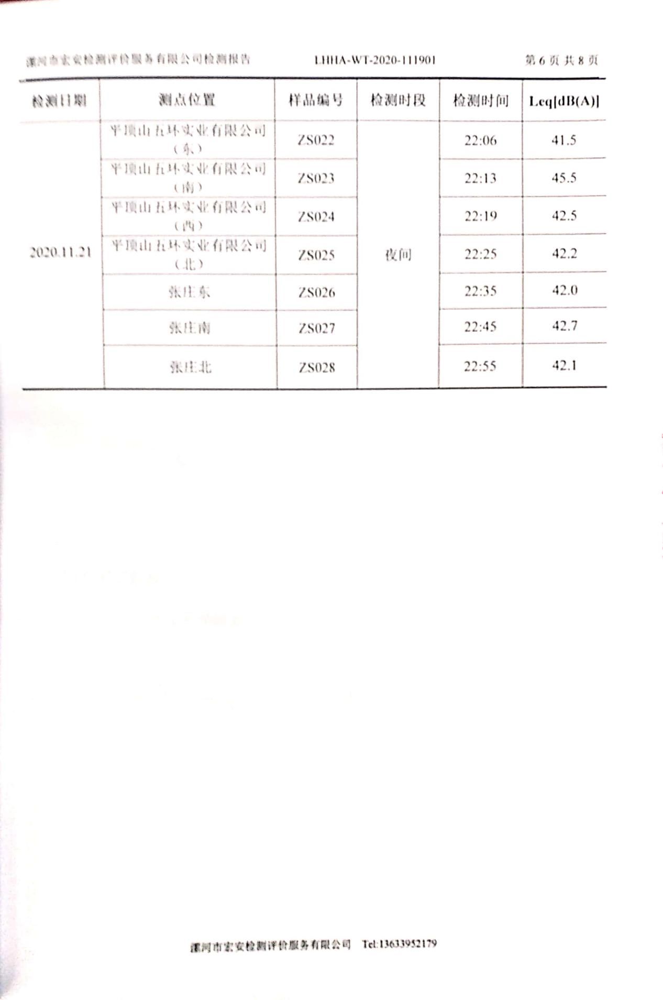 漯河市宏安检测评价服务有限公司检测报告 LHHA-WT-2020-111901 第 6 页 共 8 页
检测日期 测点位置 样品编号 检测时段 检测时间 Leq[dB(A)]
平顶山五环实业有限公司
（东） ZS022 22:06 41.5
平顶山五环实业有限公司
（南） ZS023 22:13 45.5
平顶山五环实业有限公司
（西） ZS024 22:19 42.5
2020.11.21 平顶山五环实业有限公司
（北） ZS025 夜间 22:25 42.2
张庄东 ZS026 22:35 42.0
张庄南 ZS027 22:45 42.7
张庄北 ZS028 22:55 42.1
漯河市宏安检测评价服务有限公司 Tel:13633952179